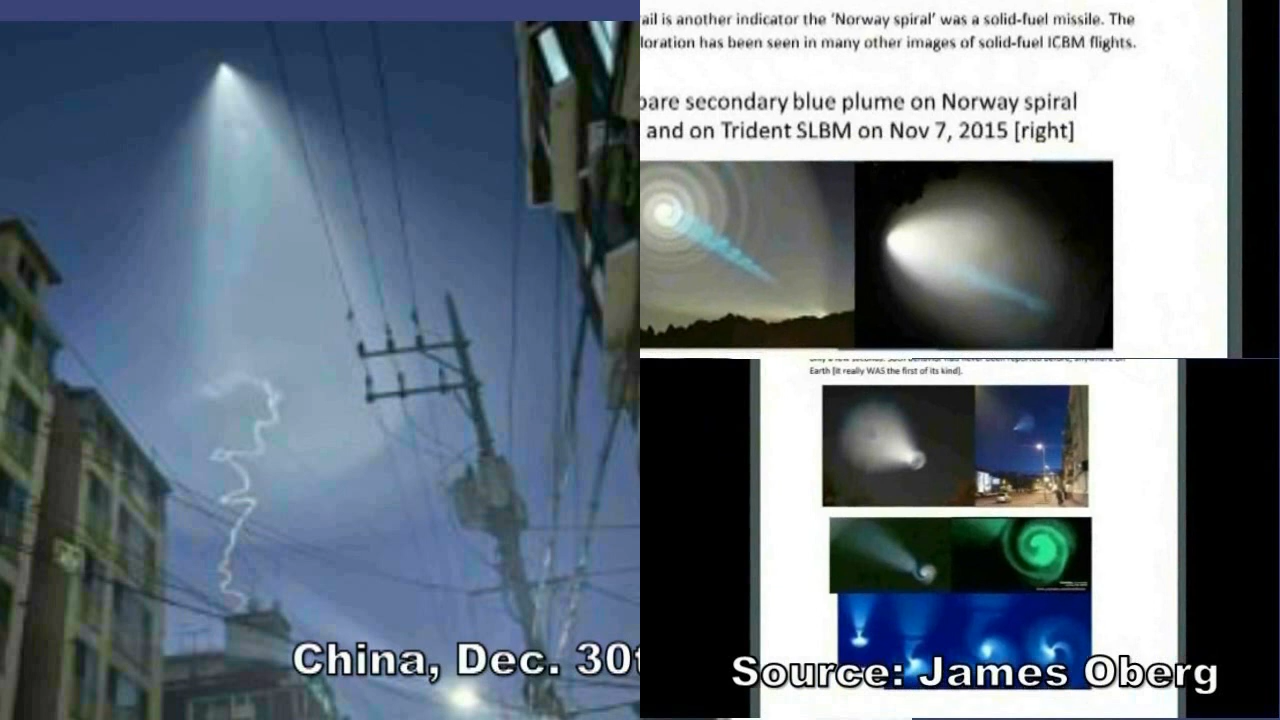 ail is another indicator the 'Norway spiral' was a solid-fuel missile. The
loration has been seen in many other images of solid-fuel ICBM flights.
pare secondary blue plume on Norway spiral
and on Trident SLBM on Nov 7, 2015 [right]
Earth [it really WAS the first of its kind].
China, Dec. 30t
Source: James Oberg